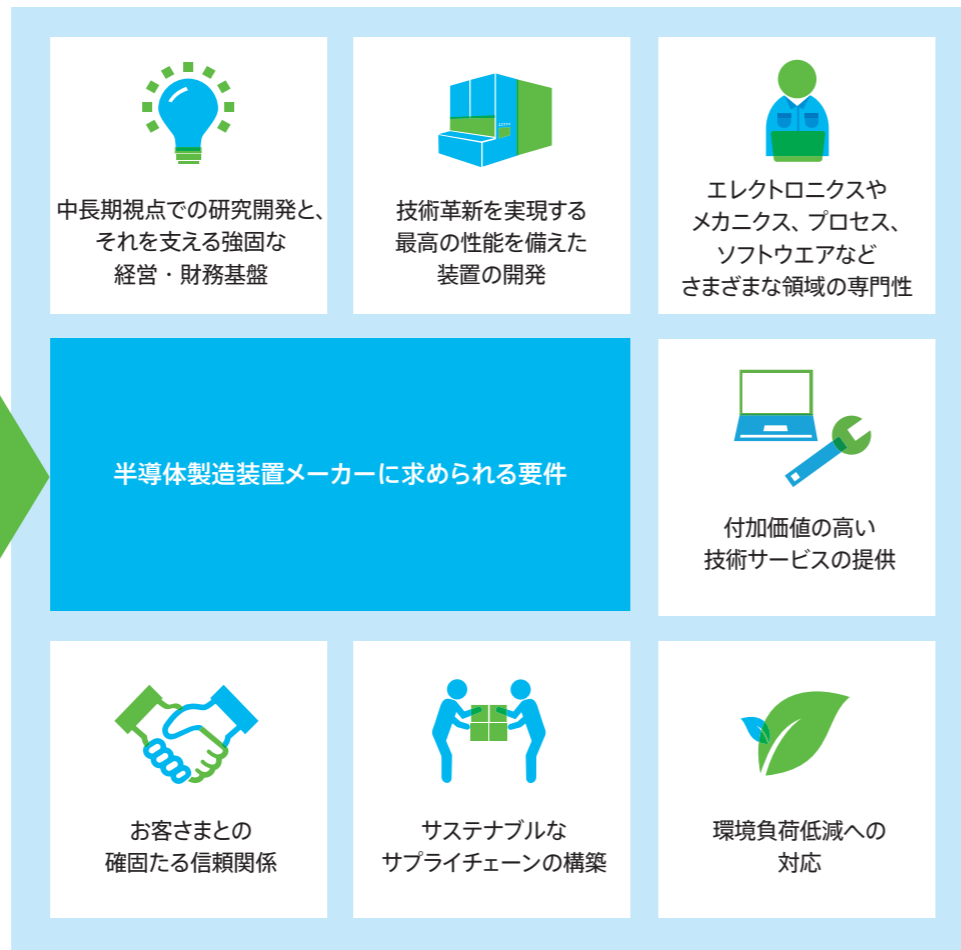 中長期視点での研究開発と、
それを支える強固な
経営・財務基盤
技術革新を実現する
最高の性能を備えた
装置の開発
エレクトロニクスや
メカニクス、プロセス、
ソフトウエアなど
さまざまな領域の専門性
半導体製造装置メーカーに求められる要件
付加価値の高い
技術サービスの提供
お客さまとの
確固たる信頼関係
サステナブルな
サプライチェーンの構築
環境負荷低減への
対応